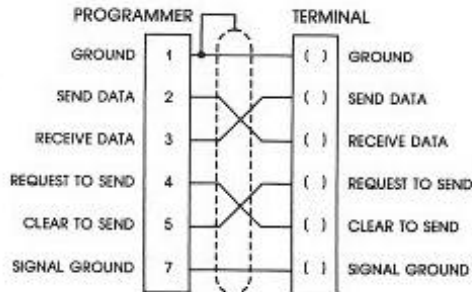 PROGRAMMER TERMINAL
GROUND 1 ( ) GROUND
SEND DATA 2 ( ) SEND DATA
RECEIVE DATA 3 ( ) RECEIVE DATA
REQUEST TO SEND 4 ( ) REQUEST TO SEND
CLEAR TO SEND 5 ( ) CLEAR TO SEND
SIGNAL GROUND 7 ( ) SIGNAL GROUND